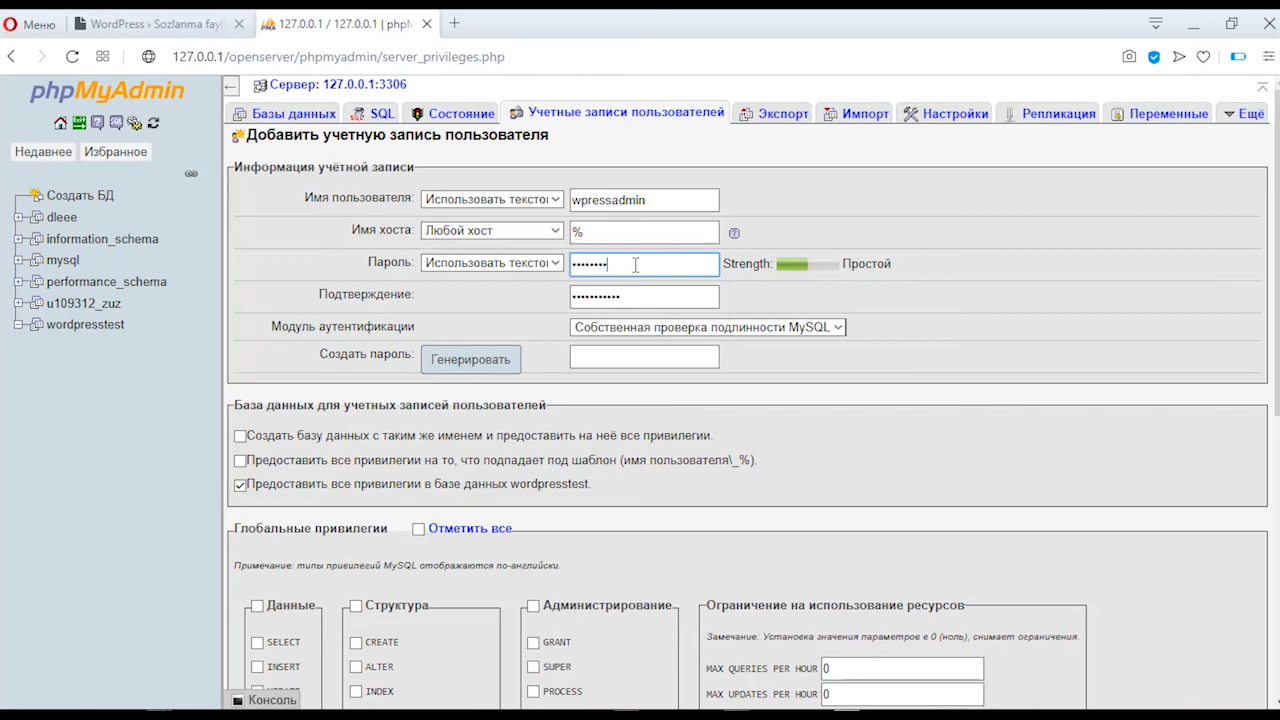 Меню
WordPress › Sozlanma fayl
127.0.0.1 / 127.0.0.1 | phpM
127.0.0.1/openserver/phpmyadmin/server_privileges.php
phpMyAdmin
Недавнее Избранное
Создать БД
dleee
information_schema
mysql
performance_schema
u109312_zuz
wordpresstest
Сервер: 127.0.0.1:3306
Базы данных SQL Состояние Учетные записи пользователей Экспорт Импорт Настройки Репликация Переменные Ещё
Добавить учетную запись пользователя
Информация учётной записи
Имя пользователя: Использовать тексто wpressadmin
Имя хоста: Любой хост %
Пароль: Использовать тексто •••••••• Strength: Простой
Подтверждение: •••••••••••
Модуль аутентификации Собственная проверка подлинности MySQL
Создать пароль: Генерировать
База данных для учетных записей пользователей
Создать базу данных с таким же именем и предоставить на неё все привилегии.
Предоставить все привилегии на то, что подпадает под шаблон (имя пользователя\_%).
Предоставить все привилегии в базе данных wordpresstest.
Глобальные привилегии Отметить все
Примечание: типы привилегий MySQL отображаются по-английски.
Данные
SELECT
INSERT
Структура
CREATE
ALTER
INDEX
Администрирование
GRANT
SUPER
PROCESS
Ограничение на использование ресурсов
Замечание: Установка значения параметров в 0 (ноль), снимает ограничения.
MAX QUERIES PER HOUR 0
MAX UPDATES PER HOUR 0
Консоль